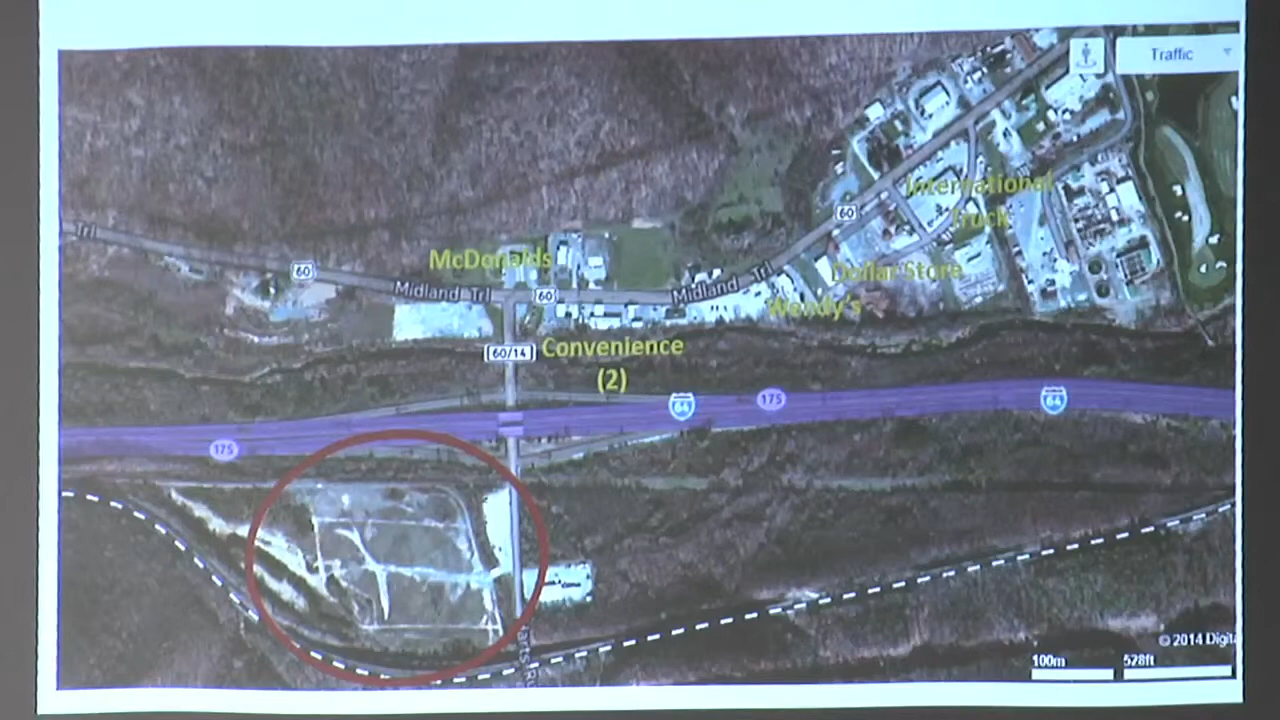 Traffic
International
Truck
60
Trl
McDonalds
60
Dollar Store
Midland Trl
60
Midland Trl
Wendy's
60/14
Convenience
(2)
64
175
64
175
© 2014 Digit
100m
528ft